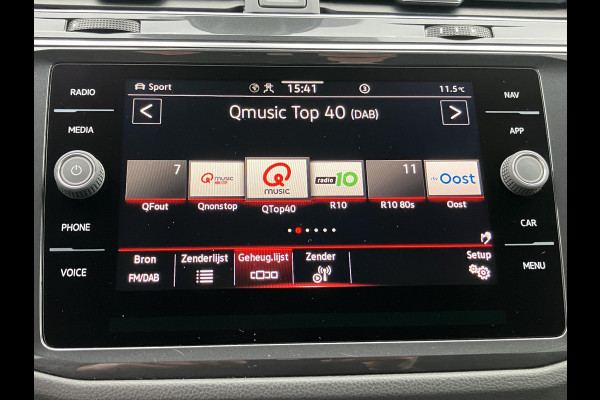 RADIO
MEDIA
PHONE
VOICE
NAV
APP
CAR
MENU
Sport
15:41
3
11.5°C
<
Qmusic Top 40 (DAB)
>
7
QFout
Q music
Qnonstop
Q music
QTop40
radio 10
R10
11
R10 80s
Oost
Oost
Bron
FM/DAB
Zenderlijst
Geheug.lijst
Zender
Setup